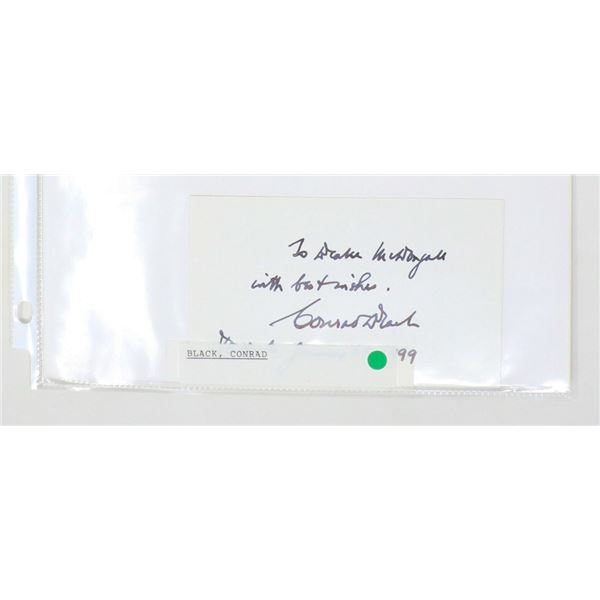 To Drake McDougall
with best wishes.
Conrad Black
99
BLACK, CONRAD